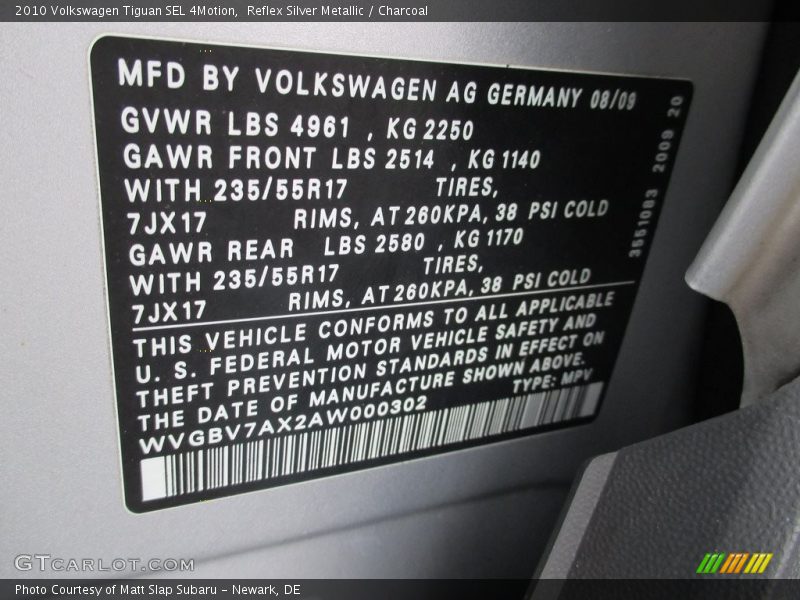 2010 Volkswagen Tiguan SEL 4Motion, Reflex Silver Metallic / Charcoal
MFD BY VOLKSWAGEN AG GERMANY 08/09
GVWR LBS 4961 , KG 2250
GAWR FRONT LBS 2514 , KG 1140
WITH 235/55R17 TIRES,
7JX17 RIMS, AT 260KPA, 38 PSI COLD
GAWR REAR LBS 2580 , KG 1170
WITH 235/55R17 TIRES,
7JX17 RIMS, AT 260KPA, 38 PSI COLD
THIS VEHICLE CONFORMS TO ALL APPLICABLE
U. S. FEDERAL MOTOR VEHICLE SAFETY AND
THEFT PREVENTION STANDARDS IN EFFECT ON
THE DATE OF MANUFACTURE SHOWN ABOVE.
TYPE: MPV
WVGBV7AX2AW000302
3551083 2009 20
GTCARLOT.COM
Photo Courtesy of Matt Slap Subaru - Newark, DE